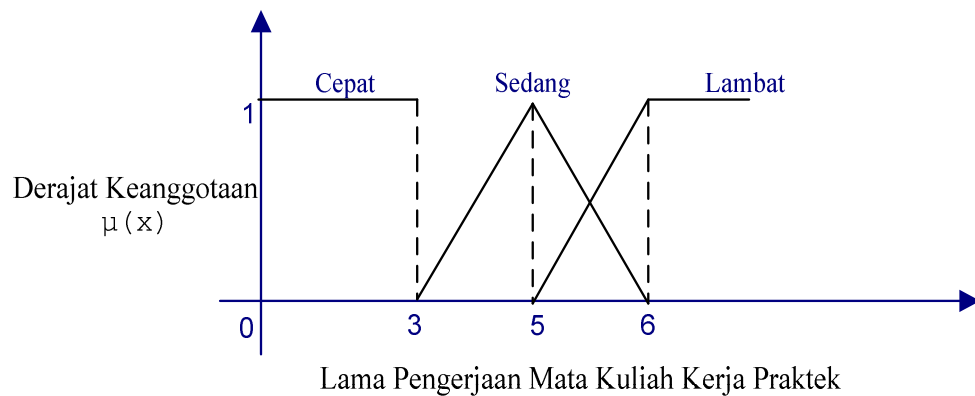 Cepat Sedang Lambat
1
Derajat Keanggotaan
μ(x)
0 3 5 6
Lama Pengerjaan Mata Kuliah Kerja Praktek